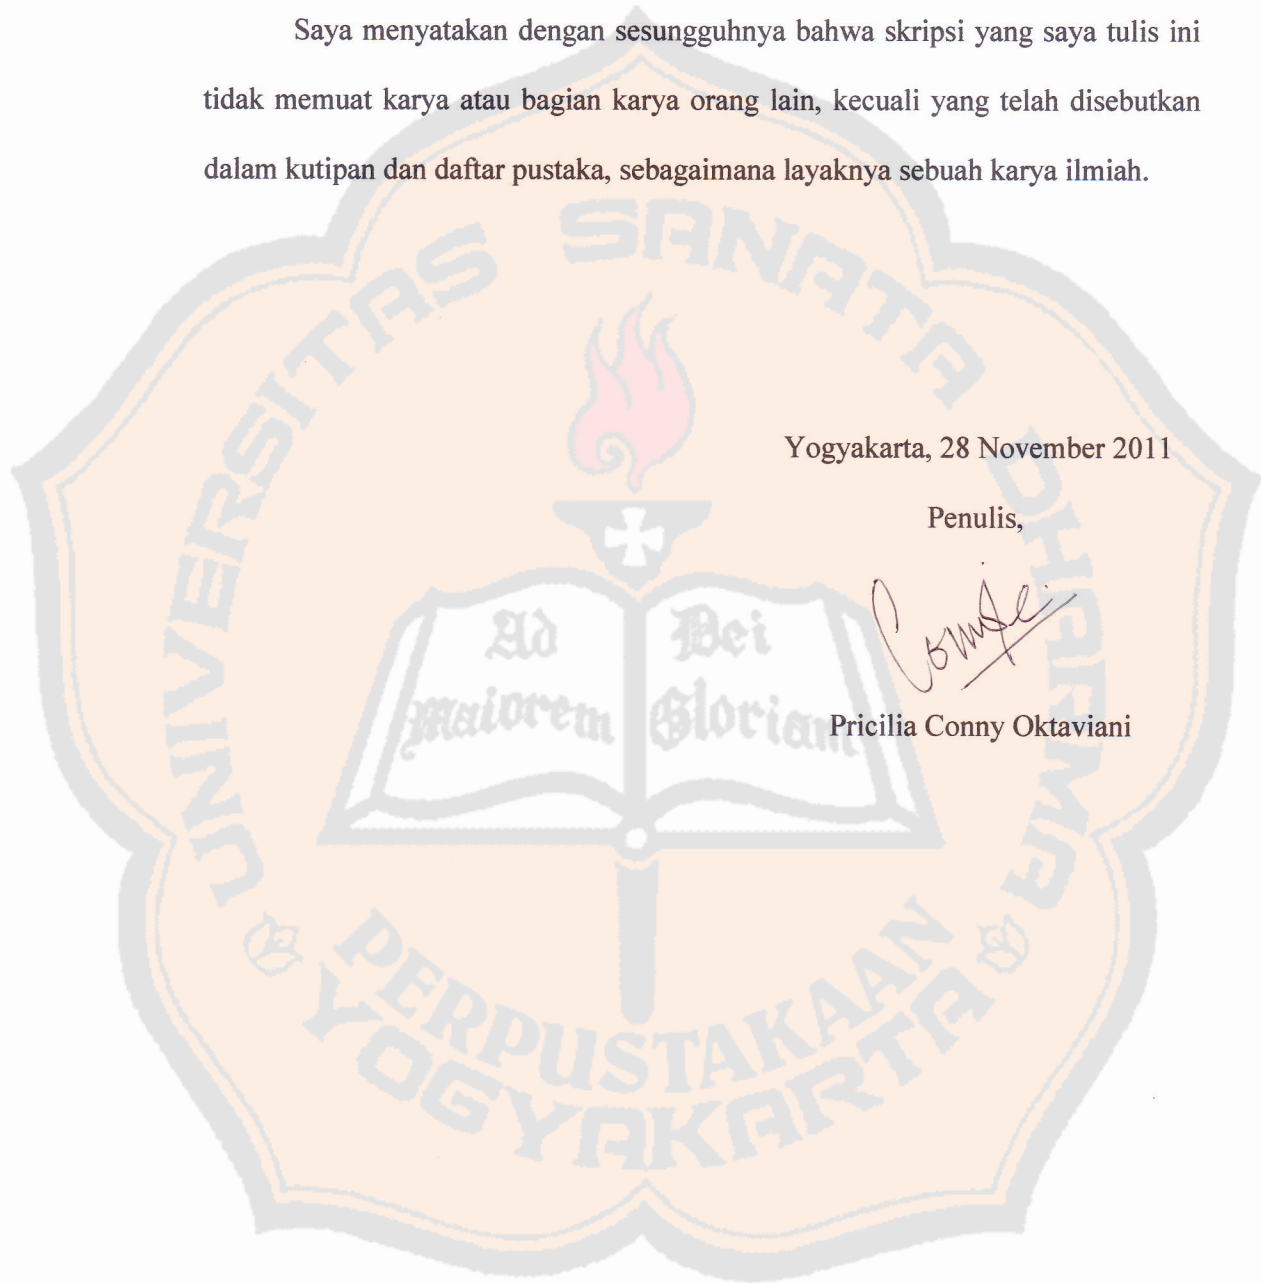 Saya menyatakan dengan sesungguhnya bahwa skripsi yang saya tulis ini
tidak memuat karya atau bagian karya orang lain, kecuali yang telah disebutkan
dalam kutipan dan daftar pustaka, sebagaimana layaknya sebuah karya ilmiah.
UNIVERSITAS SANATA DHARMA
Yogyakarta, 28 November 2011
Penulis,
Ad
maiorem
Dei
Gloriam
Pricilia Conny Oktaviani
PERPUSTAKAAN
YOGYAKARTA